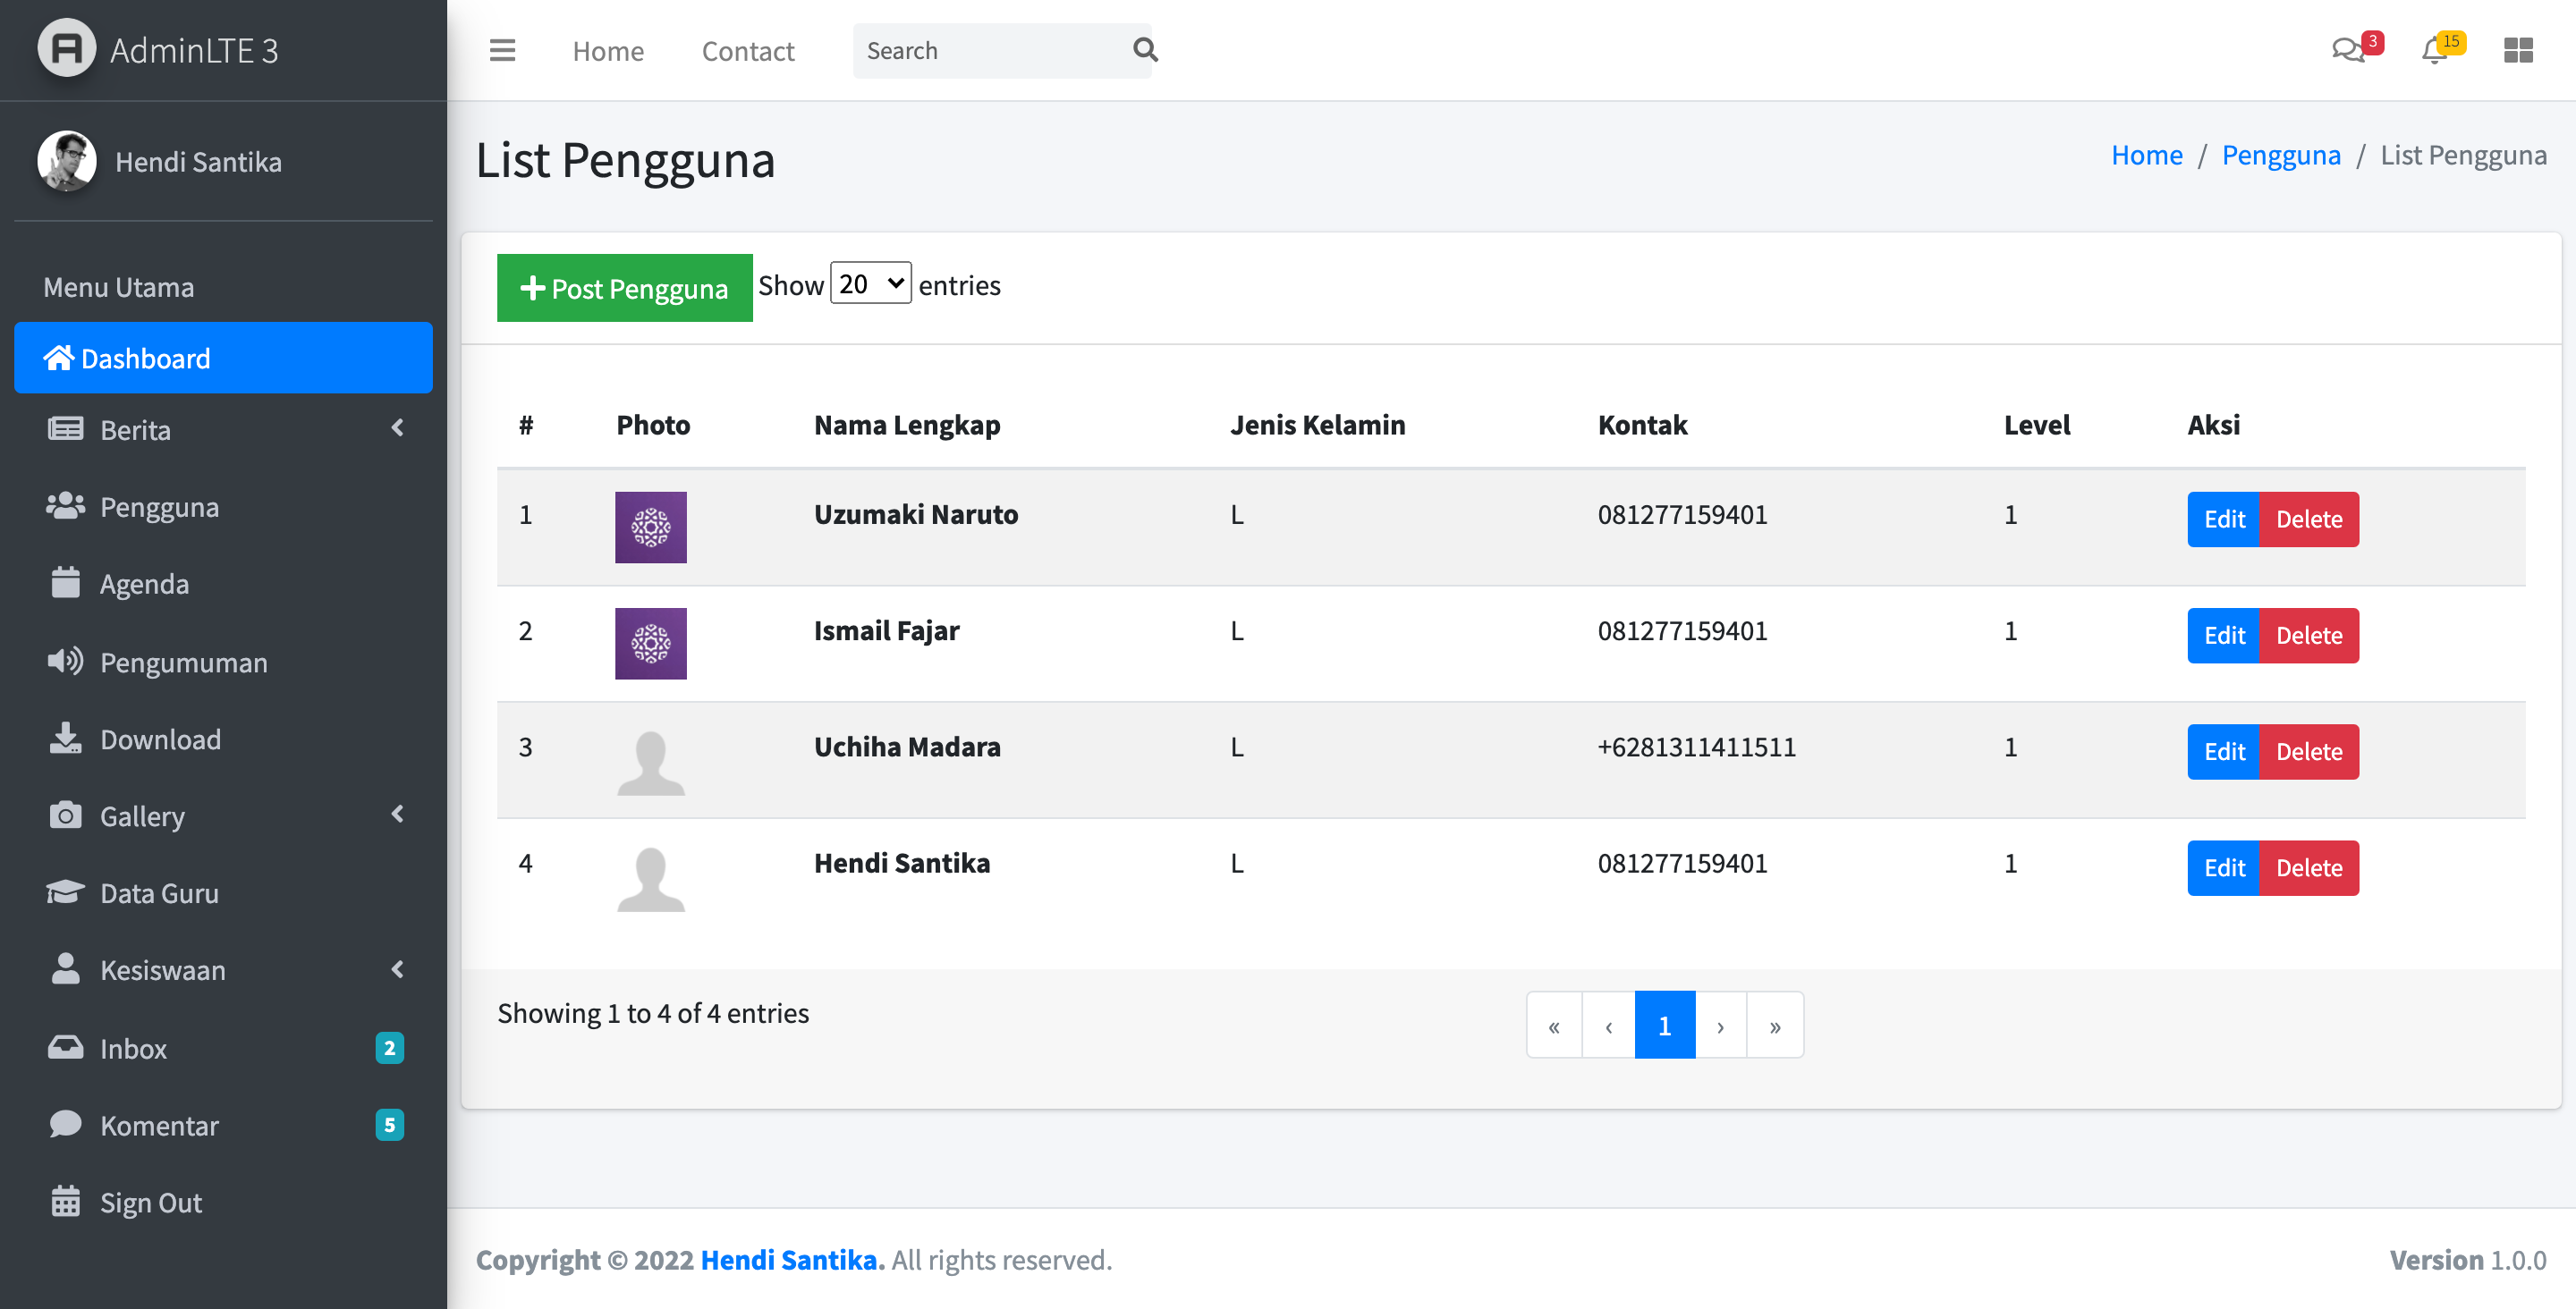 AdminLTE 3
Hendi Santika
Menu Utama
Dashboard
Berita
Pengguna
Agenda
Pengumuman
Download
Gallery
Data Guru
Kesiswaan
Inbox 2
Komentar 5
Sign Out
Home Contact Search 3 15
List Pengguna
Home / Pengguna / List Pengguna
Post Pengguna Show 20 entries
# Photo Nama Lengkap Jenis Kelamin Kontak Level Aksi
1 Uzumaki Naruto L 081277159401 1 Edit Delete
2 Ismail Fajar L 081277159401 1 Edit Delete
3 Uchiha Madara L +6281311411511 1 Edit Delete
4 Hendi Santika L 081277159401 1 Edit Delete
Showing 1 to 4 of 4 entries « ‹ 1 › »
Copyright © 2022 Hendi Santika. All rights reserved. Version 1.0.0